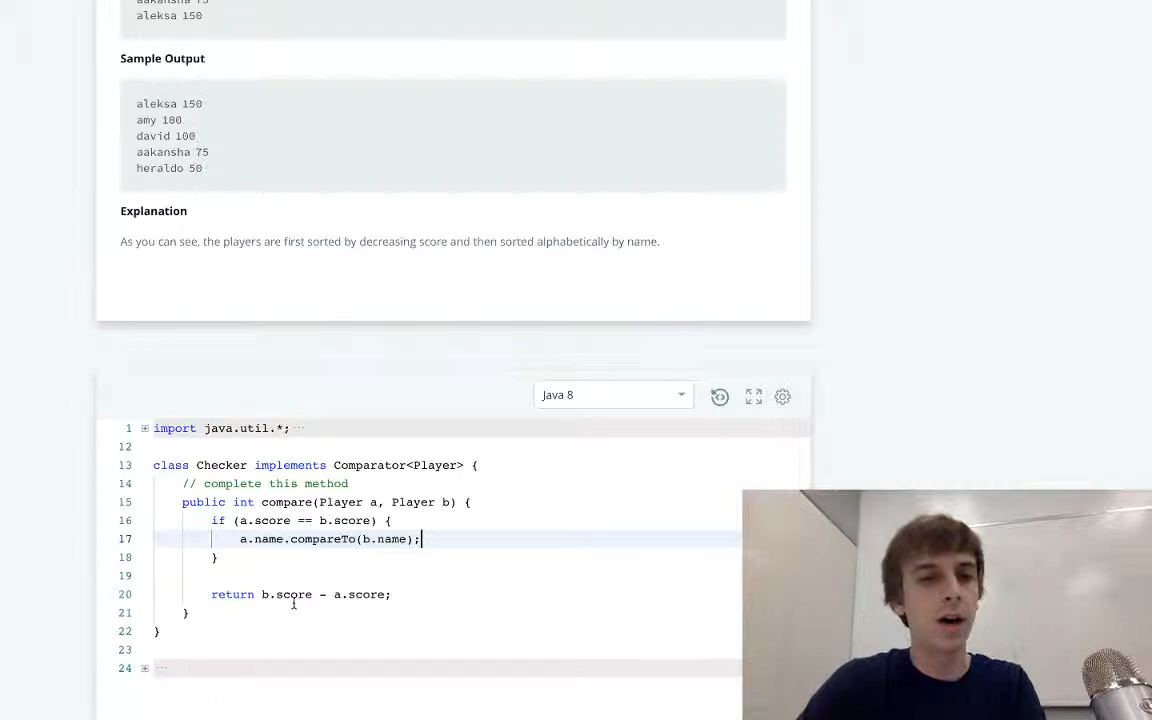 aakansha 75
aleksa 150
Sample Output
aleksa 150
amy 100
david 100
aakansha 75
heraldo 50
Explanation
As you can see, the players are first sorted by decreasing score and then sorted alphabetically by name.
Java 8
1 import java.util.*; ...
12
13 class Checker implements Comparator<Player> {
14 // complete this method
15 public int compare(Player a, Player b) {
16 if (a.score == b.score) {
17 a.name.compareTo(b.name);
18 }
19
20 return b.score - a.score;
21 }
22 }
23
24 ...